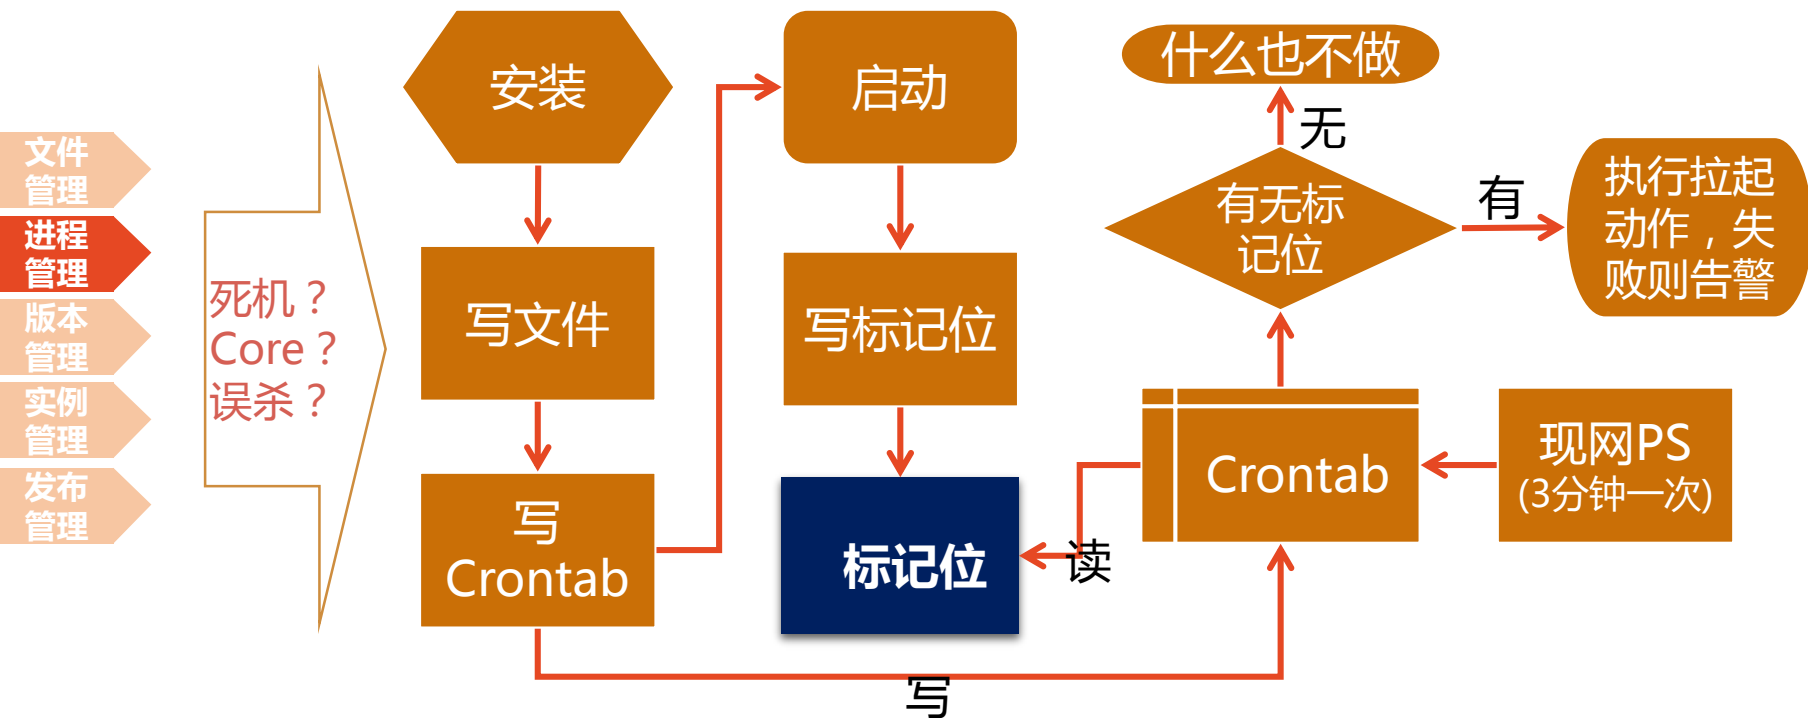 文件
管理
进程
管理
版本
管理
实例
管理
发布
管理
死机？
Core？
误杀？
安装
写文件
写
Crontab
启动
写标记位
标记位
写
读
什么也不做
无
有无标
记位
有
执行拉起
动作，失
败则告警
Crontab
现网PS
(3分钟一次)